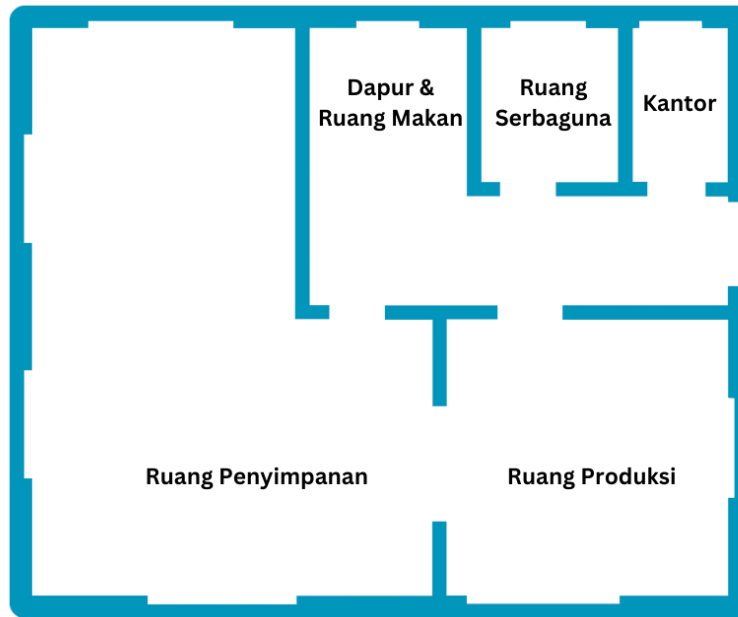 Dapur &
Ruang Makan
Ruang
Serbaguna
Kantor
Ruang Penyimpanan
Ruang Produksi